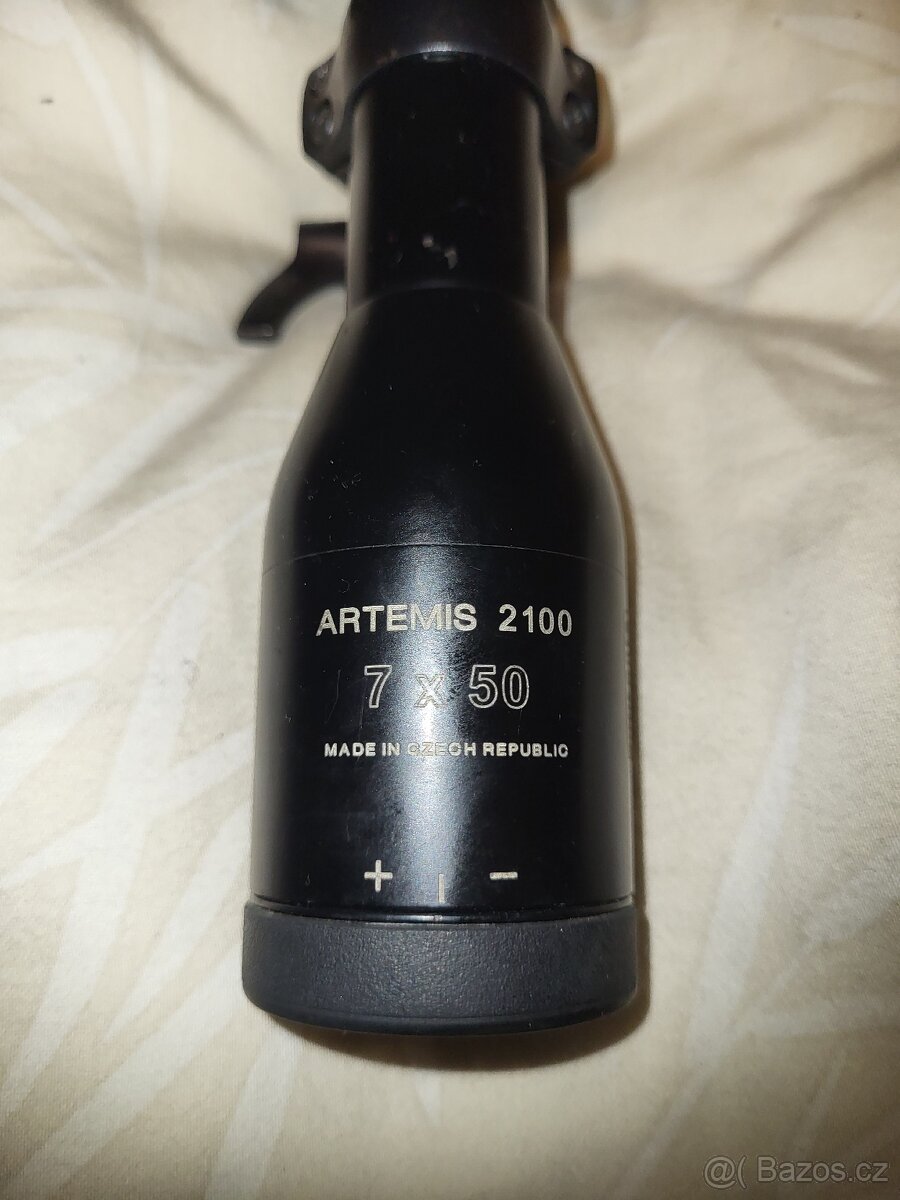 ARTEMIS 2100
7 x 50
MADE IN CZECH REPUBLIC
+ | -
@( Bazos.cz